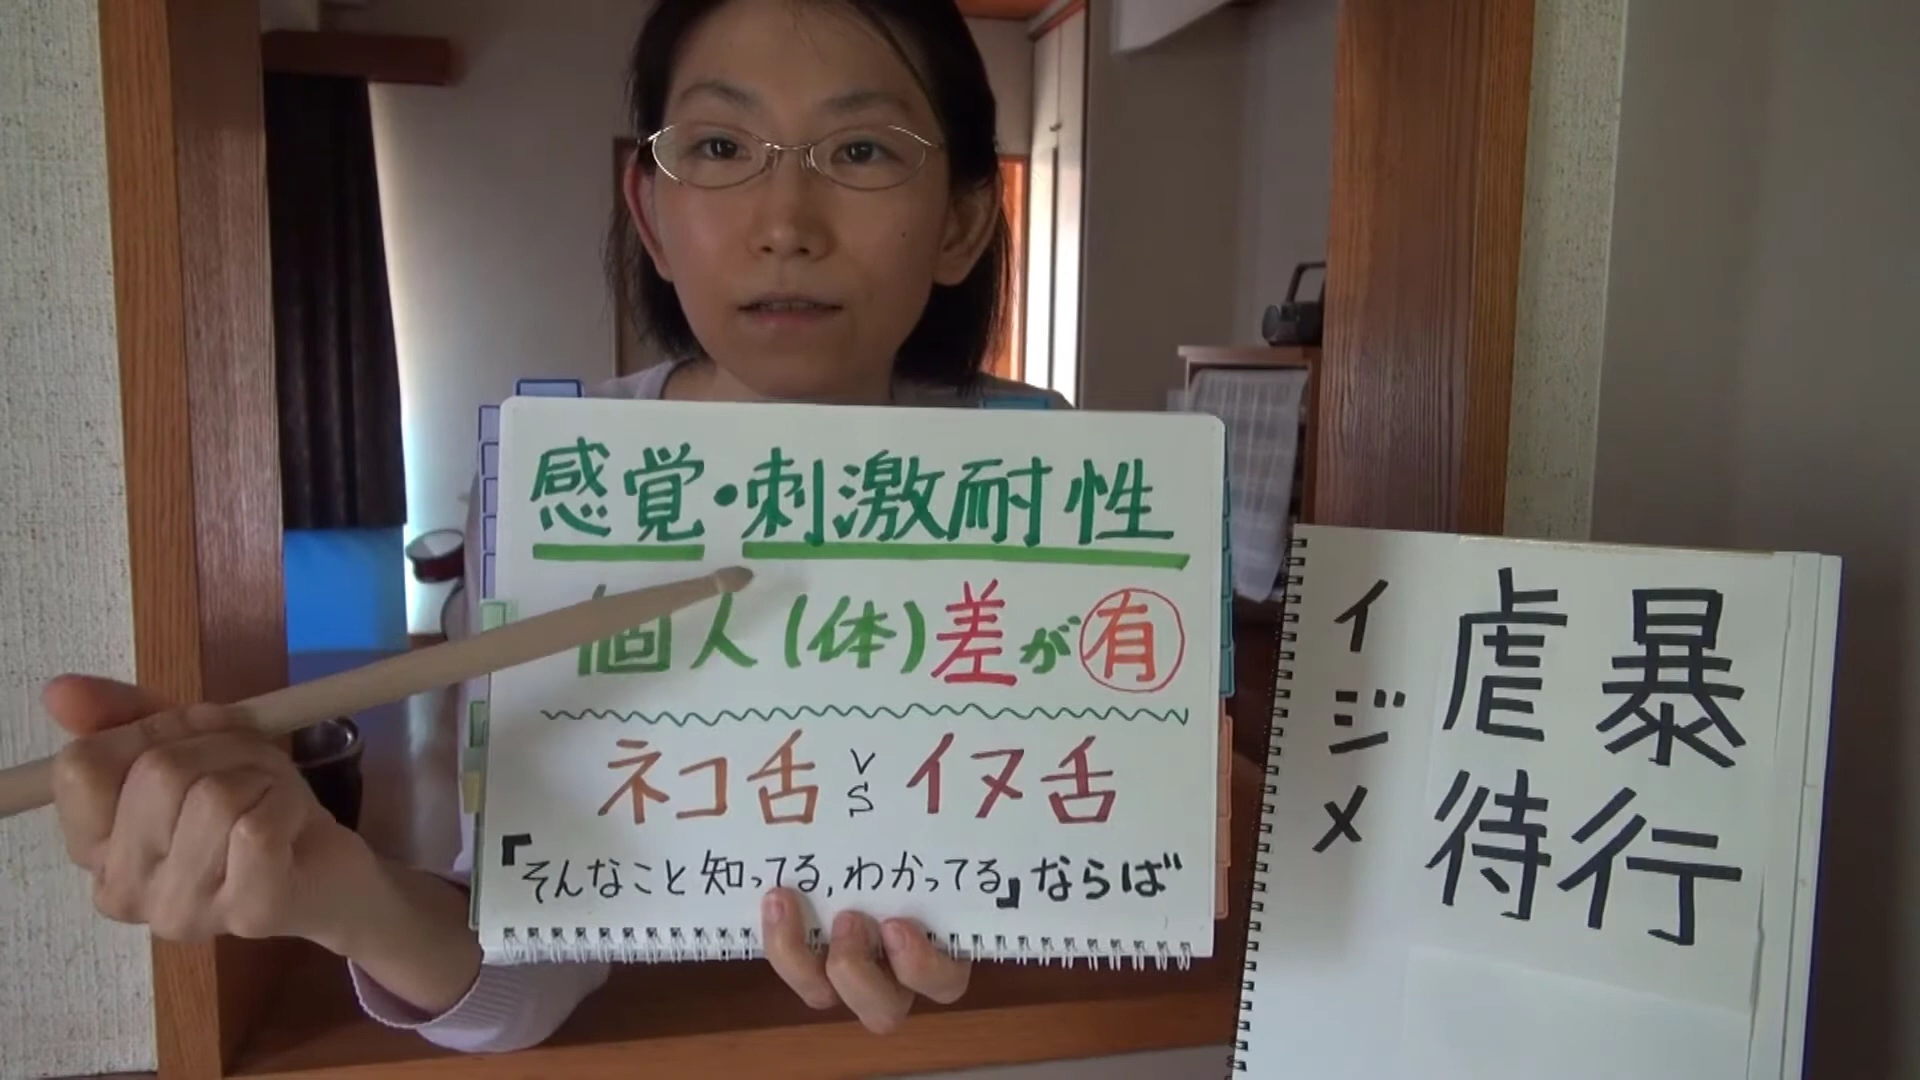 感覚・刺激耐性
個人(体)差が有
ネコ舌 VS イヌ舌
『そんなこと知ってる,わかってる』ならば
暴行
虐待
イジメ